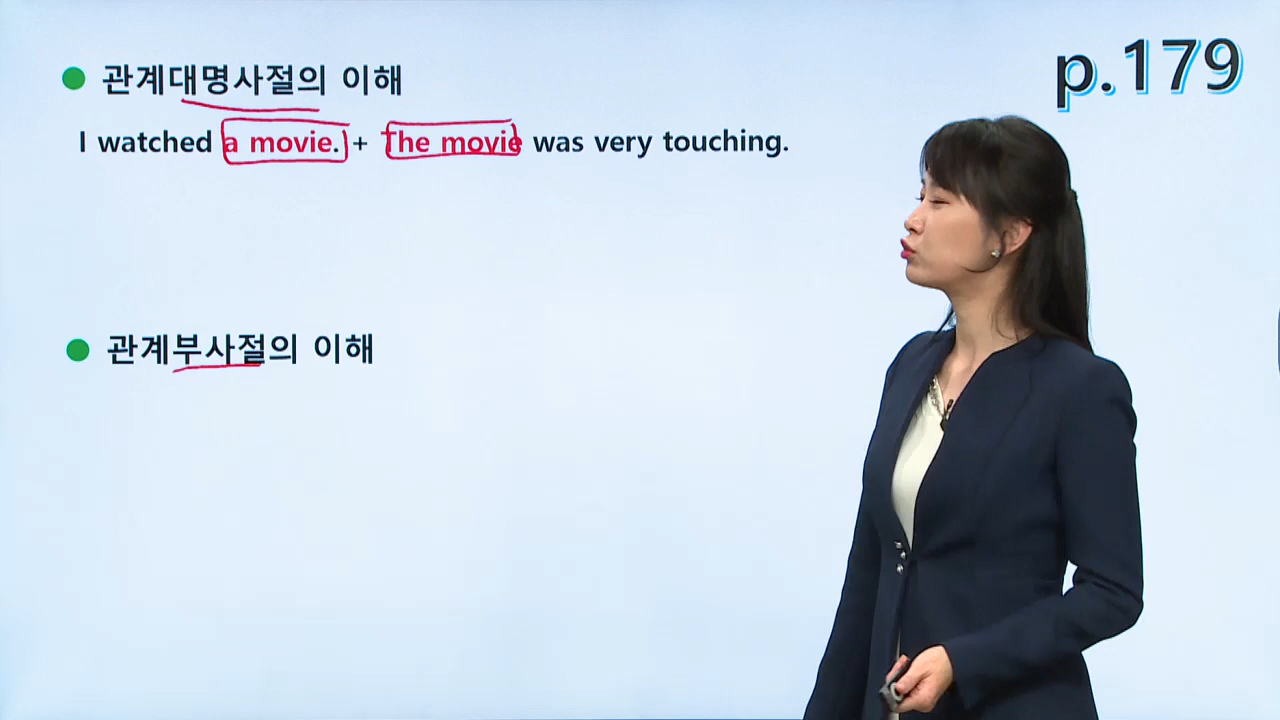 p.179
관계대명사절의 이해
I watched a movie. + The movie was very touching.
관계부사절의 이해